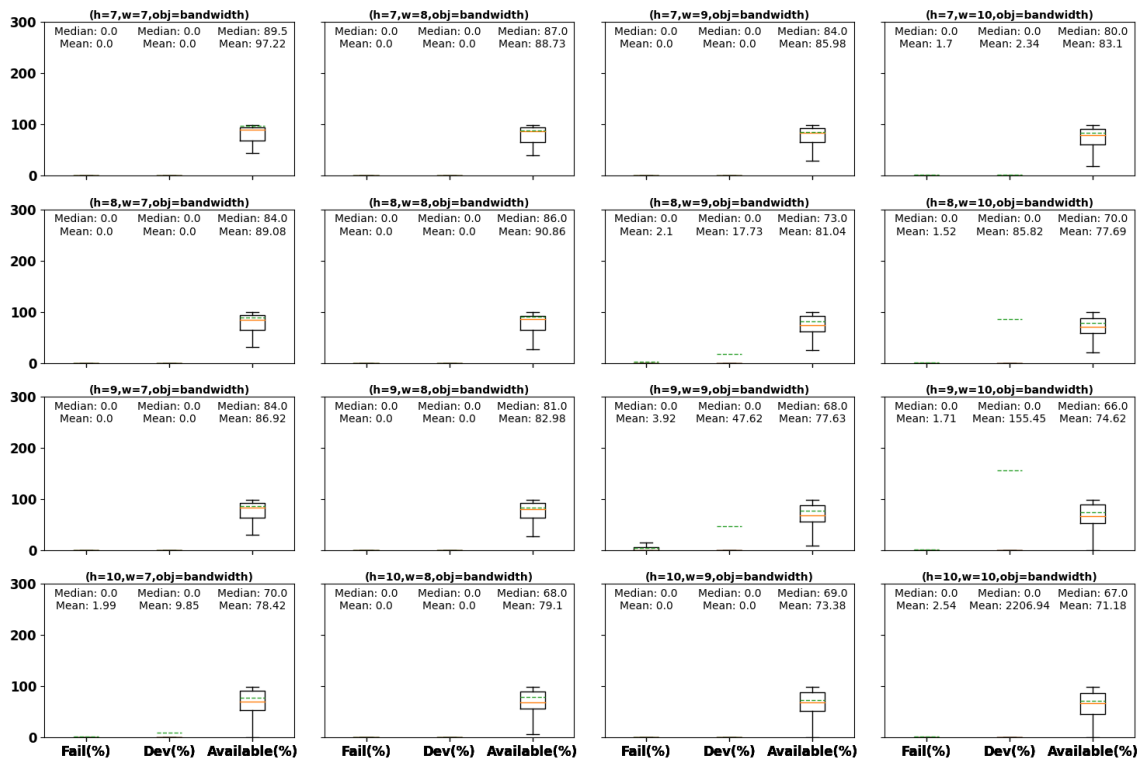 (h=7,w=7,obj=bandwidth) (h=7,w=8,obj=bandwidth) (h=7,w=9,obj=bandwidth) (h=7,w=10,obj=bandwidth)
300
Median: 0.0 Median: 0.0 Median: 89.5 Median: 0.0 Median: 0.0 Median: 87.0 Median: 0.0 Median: 0.0 Median: 84.0 Median: 0.0 Median: 0.0 Median: 80.0
Mean: 0.0 Mean: 0.0 Mean: 97.22 Mean: 0.0 Mean: 0.0 Mean: 88.73 Mean: 0.0 Mean: 0.0 Mean: 85.98 Mean: 1.7 Mean: 2.34 Mean: 83.1
200
100
0
(h=8,w=7,obj=bandwidth) (h=8,w=8,obj=bandwidth) (h=8,w=9,obj=bandwidth) (h=8,w=10,obj=bandwidth)
300
Median: 0.0 Median: 0.0 Median: 84.0 Median: 0.0 Median: 0.0 Median: 86.0 Median: 0.0 Median: 0.0 Median: 73.0 Median: 0.0 Median: 0.0 Median: 70.0
Mean: 0.0 Mean: 0.0 Mean: 89.08 Mean: 0.0 Mean: 0.0 Mean: 90.86 Mean: 2.1 Mean: 17.73 Mean: 81.04 Mean: 1.52 Mean: 85.82 Mean: 77.69
200
100
0
(h=9,w=7,obj=bandwidth) (h=9,w=8,obj=bandwidth) (h=9,w=9,obj=bandwidth) (h=9,w=10,obj=bandwidth)
300
Median: 0.0 Median: 0.0 Median: 84.0 Median: 0.0 Median: 0.0 Median: 81.0 Median: 0.0 Median: 0.0 Median: 68.0 Median: 0.0 Median: 0.0 Median: 66.0
Mean: 0.0 Mean: 0.0 Mean: 86.92 Mean: 0.0 Mean: 0.0 Mean: 82.98 Mean: 3.92 Mean: 47.62 Mean: 77.63 Mean: 1.71 Mean: 155.45 Mean: 74.62
200
100
0
(h=10,w=7,obj=bandwidth) (h=10,w=8,obj=bandwidth) (h=10,w=9,obj=bandwidth) (h=10,w=10,obj=bandwidth)
300
Median: 0.0 Median: 0.0 Median: 70.0 Median: 0.0 Median: 0.0 Median: 68.0 Median: 0.0 Median: 0.0 Median: 69.0 Median: 0.0 Median: 0.0 Median: 67.0
Mean: 1.99 Mean: 9.85 Mean: 78.42 Mean: 0.0 Mean: 0.0 Mean: 79.1 Mean: 0.0 Mean: 0.0 Mean: 73.38 Mean: 2.54 Mean: 2206.94 Mean: 71.18
200
100
0
Fail(%) Dev(%) Available(%) Fail(%) Dev(%) Available(%) Fail(%) Dev(%) Available(%) Fail(%) Dev(%) Available(%)